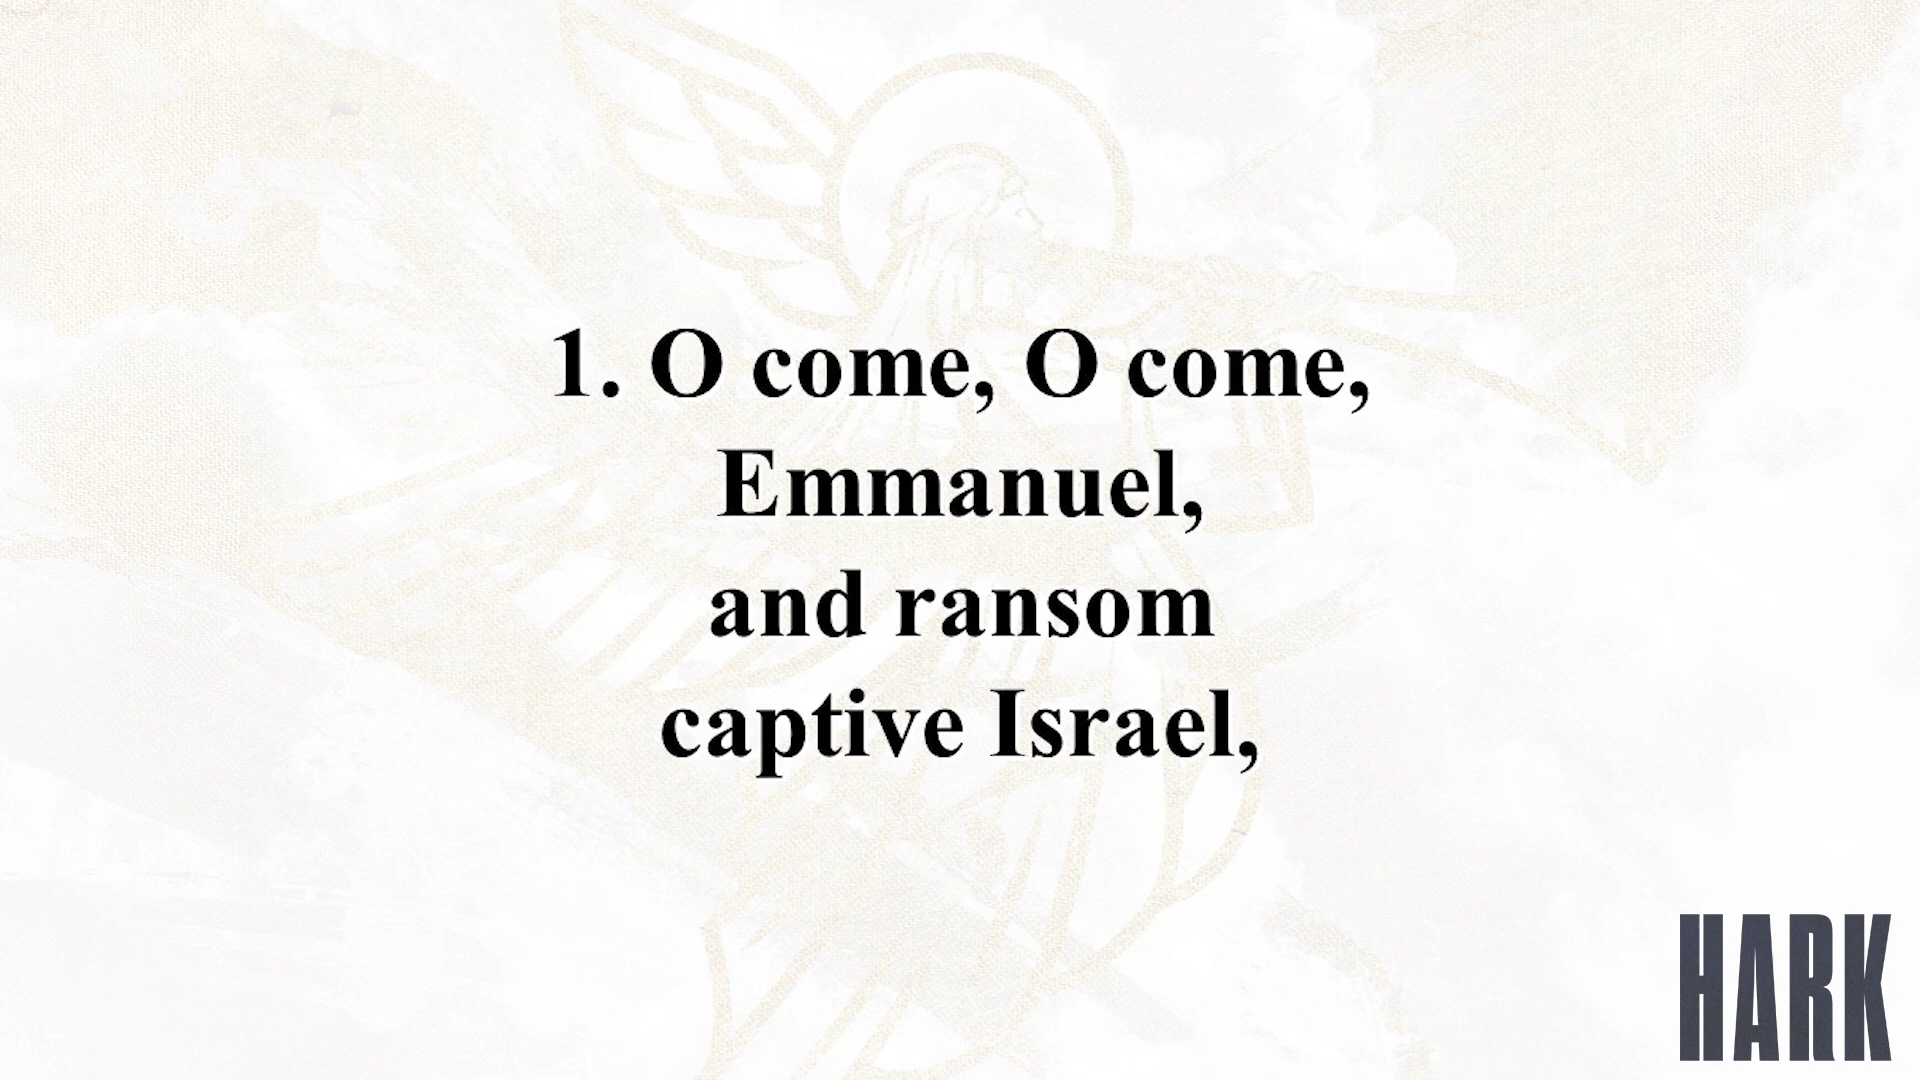 1. O come, O come,
Emmanuel,
and ransom
captive Israel,
HARK